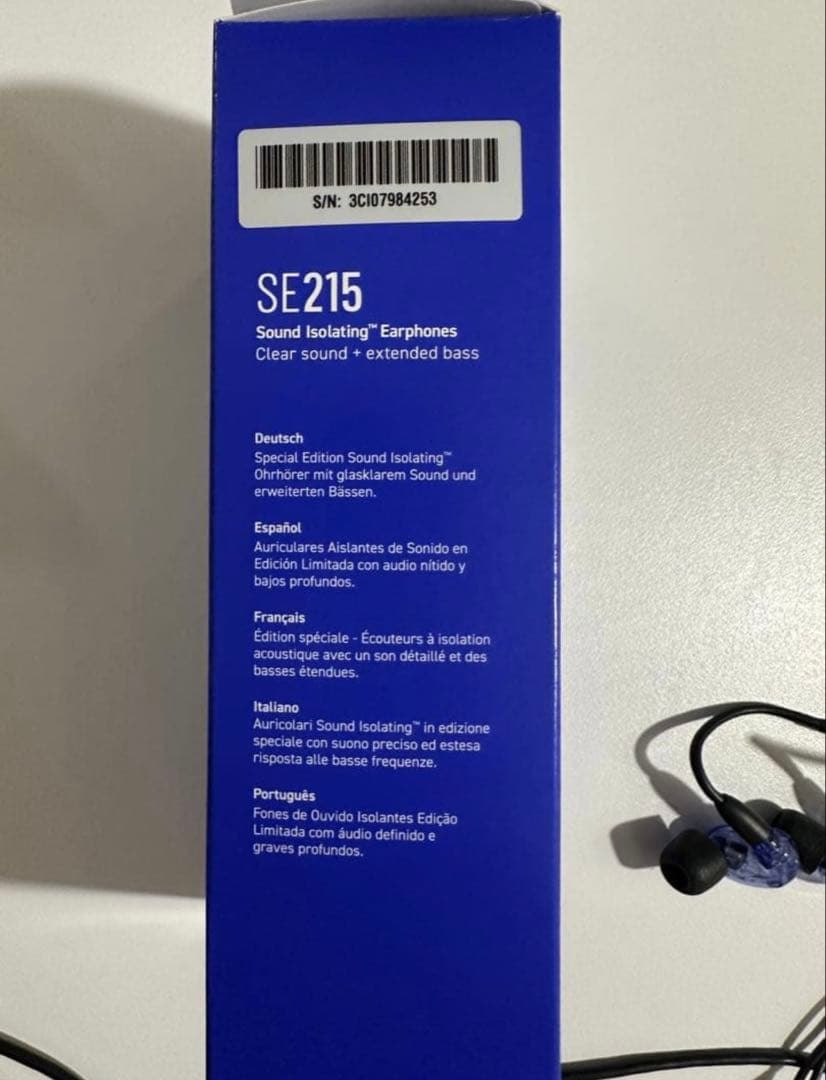 S/N: 3CI07984253
SE215
Sound Isolating™ Earphones
Clear sound + extended bass
Deutsch
Special Edition Sound Isolating™
Ohrhörer mit glasklarem Sound und
erweiterten Bässen.
Español
Auriculares Aislantes de Sonido en
Edición Limitada con audio nítido y
bajos profundos.
Français
Édition spéciale - Écouteurs à isolation
acoustique avec un son détaillé et des
basses étendues.
Italiano
Auricolari Sound Isolating™ in edizione
speciale con suono preciso ed estesa
risposta alle basse frequenze.
Português
Fones de Ouvido Isolantes Edição
Limitada com áudio definido e
graves profundos.